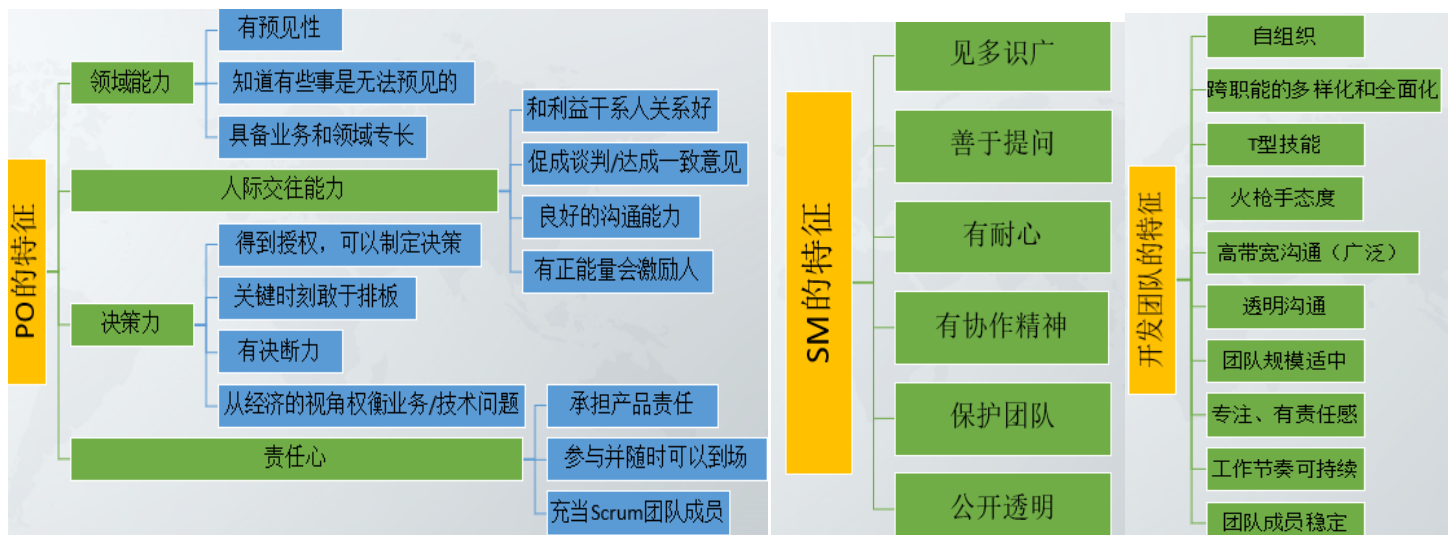 PO的特征
领域能力
有预见性
知道有些事是无法预见的
具备业务和领域专长
人际交往能力
和利益干系人关系好
促成谈判/达成一致意见
良好的沟通能力
有正能量会激励人
决策力
得到授权，可以制定决策
关键时刻敢于排板
有决断力
从经济的视角权衡业务/技术问题
责任心
承担产品责任
参与并随时可以到场
充当Scrum团队成员
SM的特征
见多识广
善于提问
有耐心
有协作精神
保护团队
公开透明
开发团队的特征
自组织
跨职能的多样化和全面化
T型技能
火枪手态度
高带宽沟通（广泛）
透明沟通
团队规模适中
专注、有责任感
工作节奏可持续
团队成员稳定